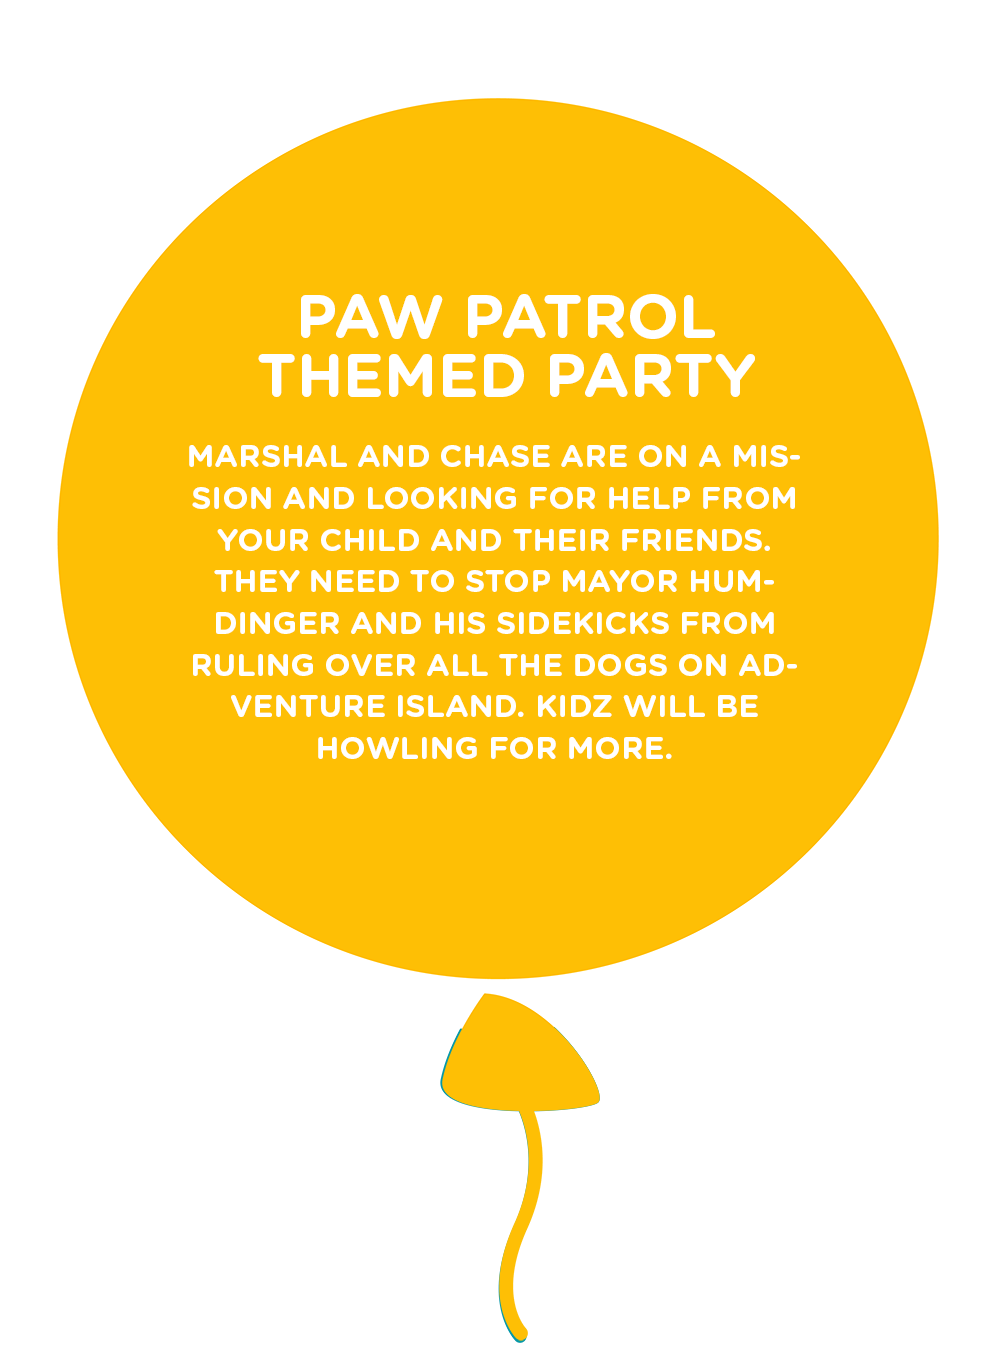 PAW PATROL
THEMED PARTY
MARSHAL AND CHASE ARE ON A MIS-
SION AND LOOKING FOR HELP FROM
YOUR CHILD AND THEIR FRIENDS.
THEY NEED TO STOP MAYOR HUM-
DINGER AND HIS SIDEKICKS FROM
RULING OVER ALL THE DOGS ON AD-
VENTURE ISLAND. KIDZ WILL BE
HOWLING FOR MORE.